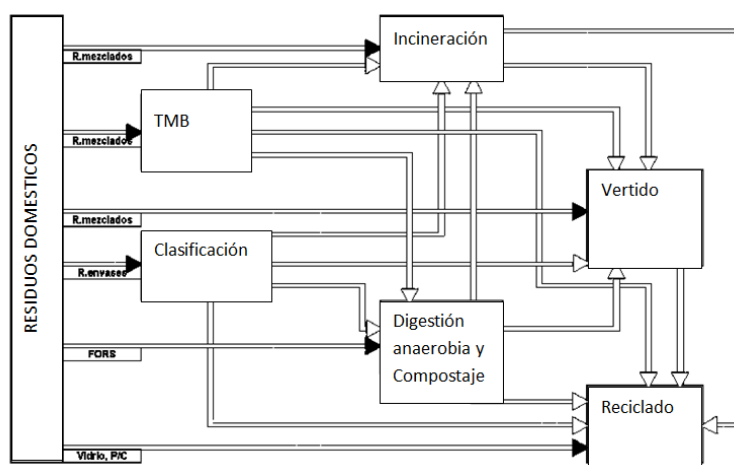 RESIDUOS DOMESTICOS
R.mezclados
Incineración
TMB
R.mezclados
Vertido
R.mezclados
Clasificación
R.envases
Digestión
anaerobia y
Compostaje
FORS
Reciclado
Vidrio, P/C